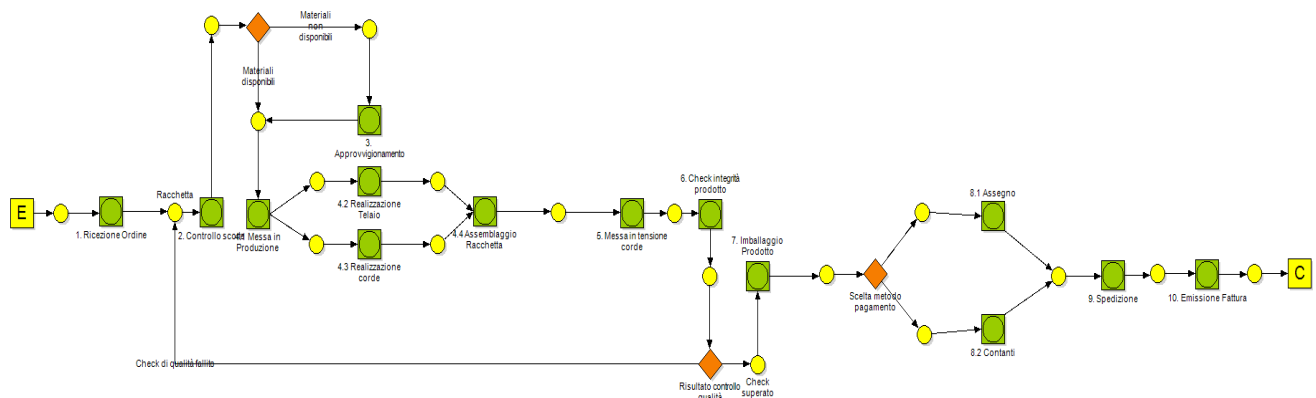 Materiali
non
disponibili
Materiali
disponibili
3.
Approvvigionamento
E
1. Ricezione Ordine
Racchetta
2. Controllo scorte
4.1 Messa in
Produzione
4.2 Realizzazione
Telaio
4.3 Realizzazione
corde
4.4 Assemblaggio
Racchetta
5. Messa in tensione
corde
6. Check integrità
prodotto
7. Imballaggio
Prodotto
Check di qualità fallito
Risultato controllo
qualità
Check
superato
Scelta metodo
pagamento
8.1 Assegno
8.2 Contanti
9. Spedizione
10. Emissione Fattura
C